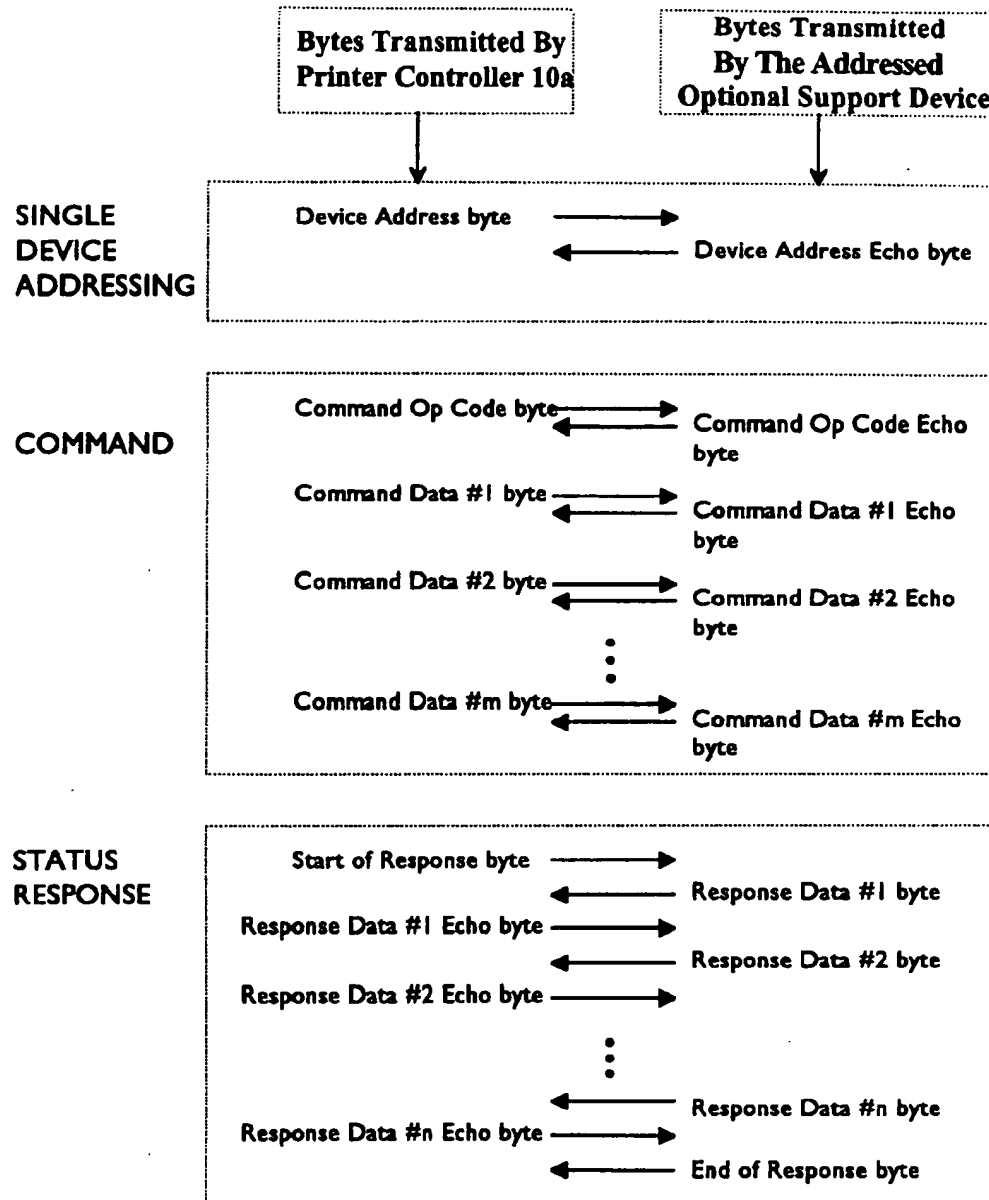 Bytes Transmitted By
Printer Controller 10a
Bytes Transmitted
By The Addressed
Optional Support Device
SINGLE
DEVICE
ADDRESSING
Device Address byte
Device Address Echo byte
COMMAND
Command Op Code byte
Command Op Code Echo
byte
Command Data #1 byte
Command Data #1 Echo
byte
Command Data #2 byte
Command Data #2 Echo
byte
Command Data #m byte
Command Data #m Echo
byte
STATUS
RESPONSE
Start of Response byte
Response Data #1 byte
Response Data #1 Echo byte
Response Data #2 byte
Response Data #2 Echo byte
Response Data #n byte
Response Data #n Echo byte
End of Response byte